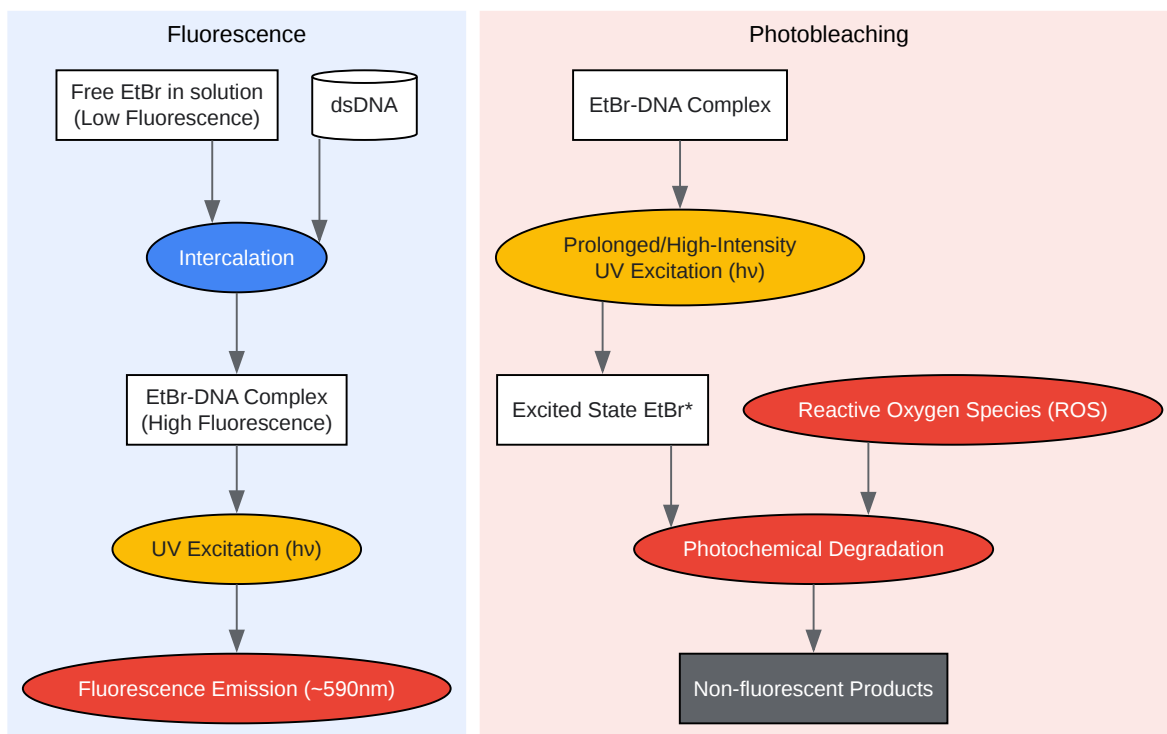 Fluorescence
Free EtBr in solution
(Low Fluorescence)
dsDNA
Intercalation
EtBr-DNA Complex
(High Fluorescence)
UV Excitation (hν)
Fluorescence Emission (~590nm)
Photobleaching
EtBr-DNA Complex
Prolonged/High-Intensity
UV Excitation (hν)
Excited State EtBr*
Reactive Oxygen Species (ROS)
Photochemical Degradation
Non-fluorescent Products